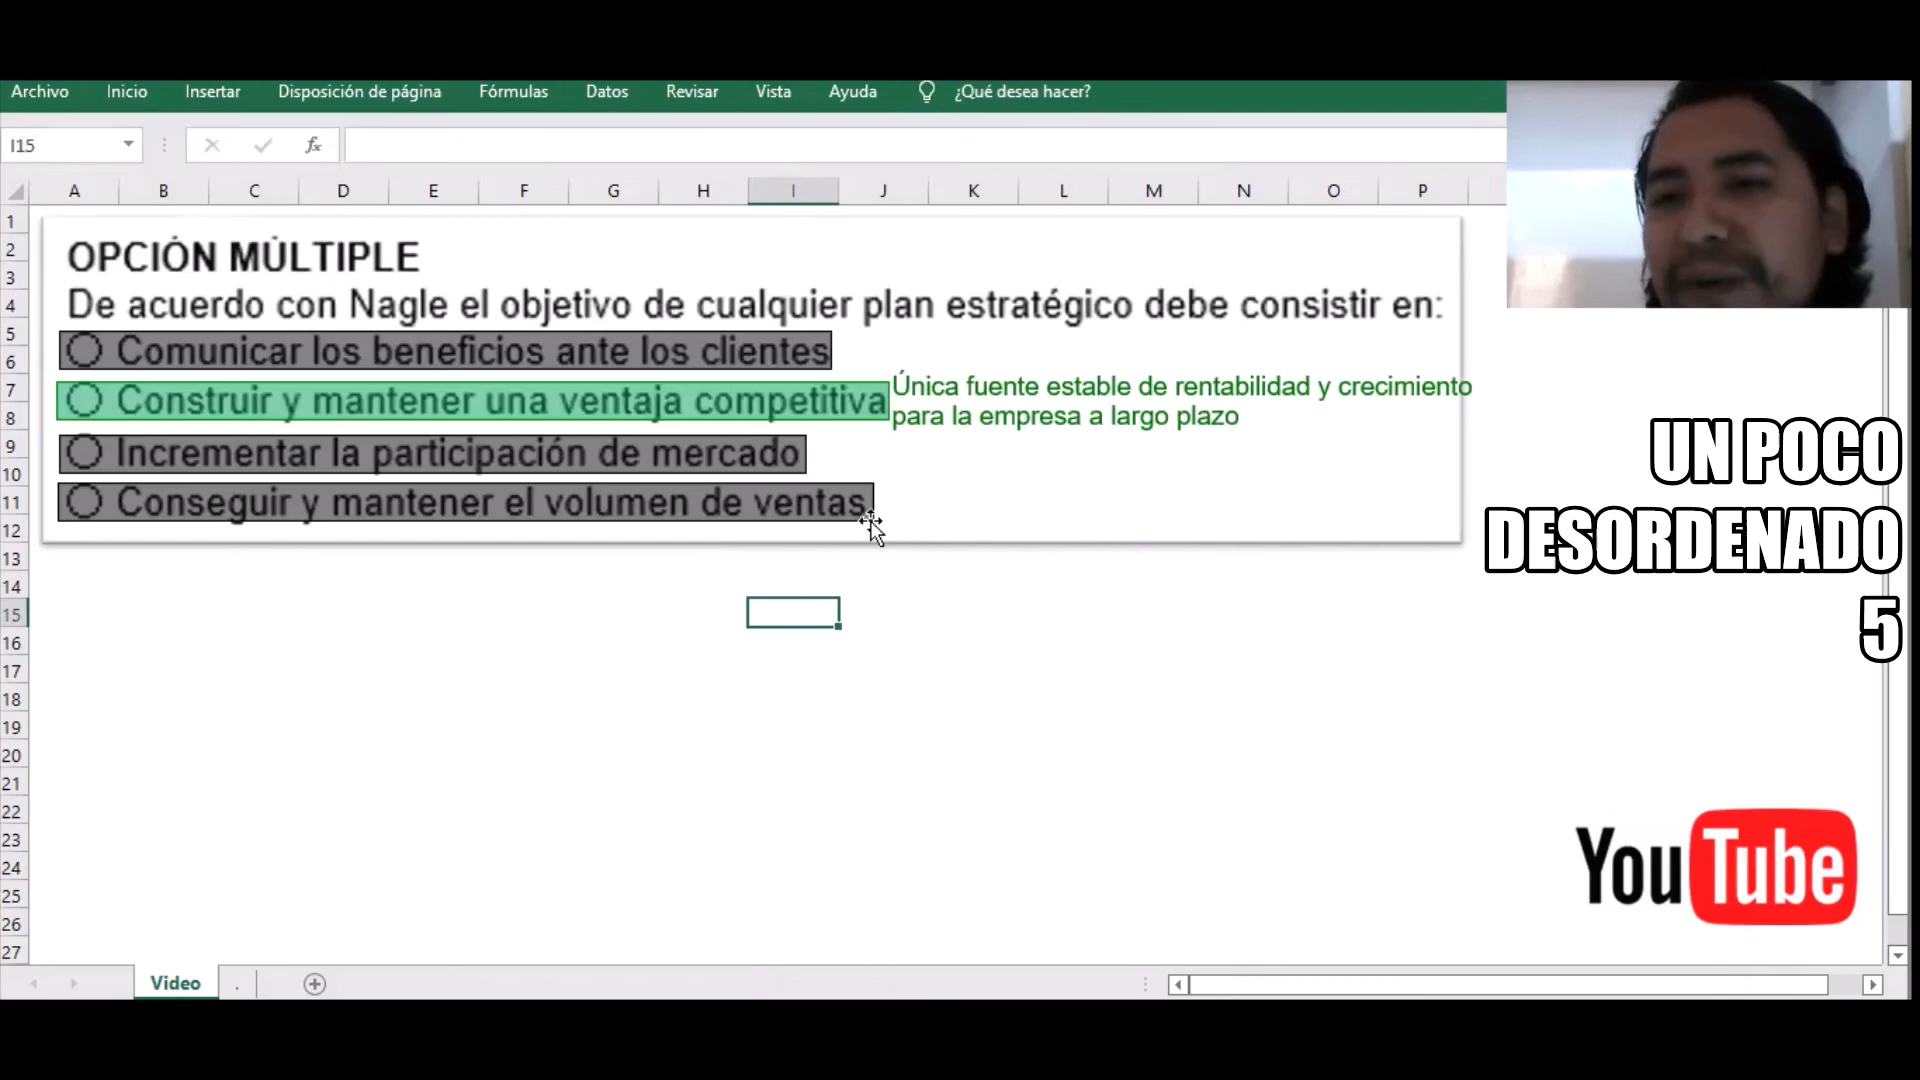 Archivo Inicio Insertar Disposición de página Fórmulas Datos Revisar Vista Ayuda ¿Qué desea hacer?
I15 fx
A B C D E F G H I J K L M N O P
1
2
3
4
5
6
7
8
9
10
11
12
13
14
15
16
17
18
19
20
21
22
23
24
25
26
27
OPCIÓN MÚLTIPLE
De acuerdo con Nagle el objetivo de cualquier plan estratégico debe consistir en:
Comunicar los beneficios ante los clientes
Construir y mantener una ventaja competitiva
Única fuente estable de rentabilidad y crecimiento
para la empresa a largo plazo
Incrementar la participación de mercado
Conseguir y mantener el volumen de ventas
UN POCO
DESORDENADO
5
YouTube
Video .